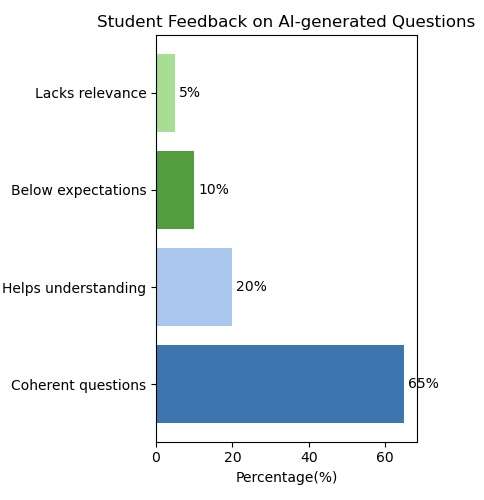 Student Feedback on AI-generated Questions
Lacks relevance
5%
Below expectations
10%
Helps understanding
20%
Coherent questions
65%
0 20 40 60
Percentage(%)